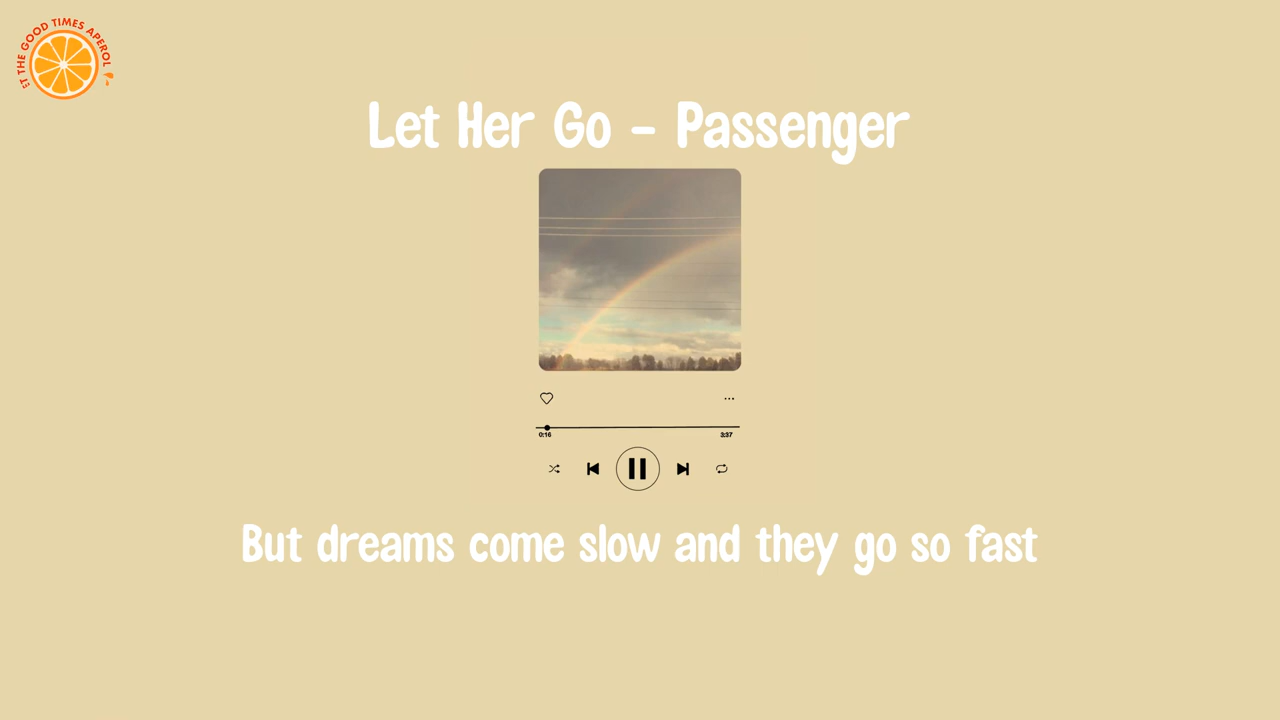 ET THE GOOD TIMES APEROL
Let Her Go - Passenger
0:16
3:37
But dreams come slow and they go so fast